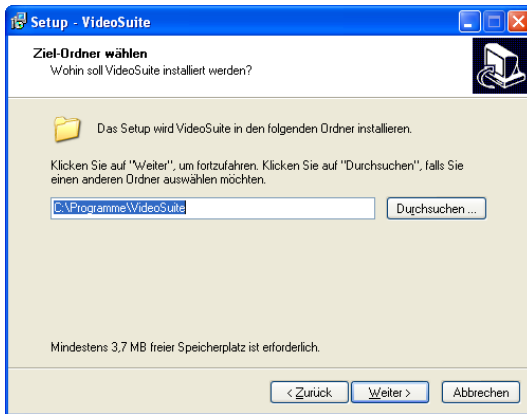 Setup - VideoSuite
Ziel-Ordner wählen
Wohin soll VideoSuite installiert werden?
Das Setup wird VideoSuite in den folgenden Ordner installieren.
Klicken Sie auf "Weiter", um fortzufahren. Klicken Sie auf "Durchsuchen", falls Sie
einen anderen Ordner auswählen möchten.
C:\Programme\VideoSuite
Durchsuchen ...
Mindestens 3,7 MB freier Speicherplatz ist erforderlich.
< Zurück
Weiter >
Abbrechen